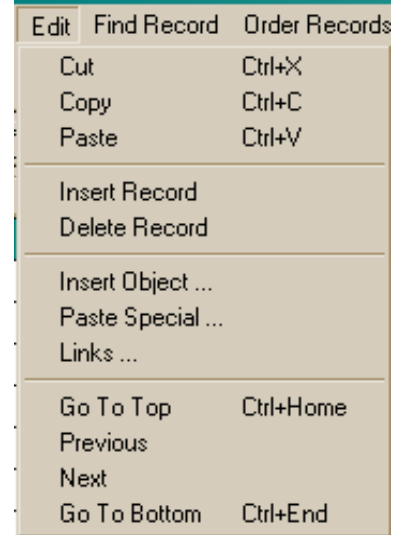 Edit Find Record Order Records
Cut Ctrl+X
Copy Ctrl+C
Paste Ctrl+V
Insert Record
Delete Record
Insert Object ...
Paste Special ...
Links ...
Go To Top Ctrl+Home
Previous
Next
Go To Bottom Ctrl+End